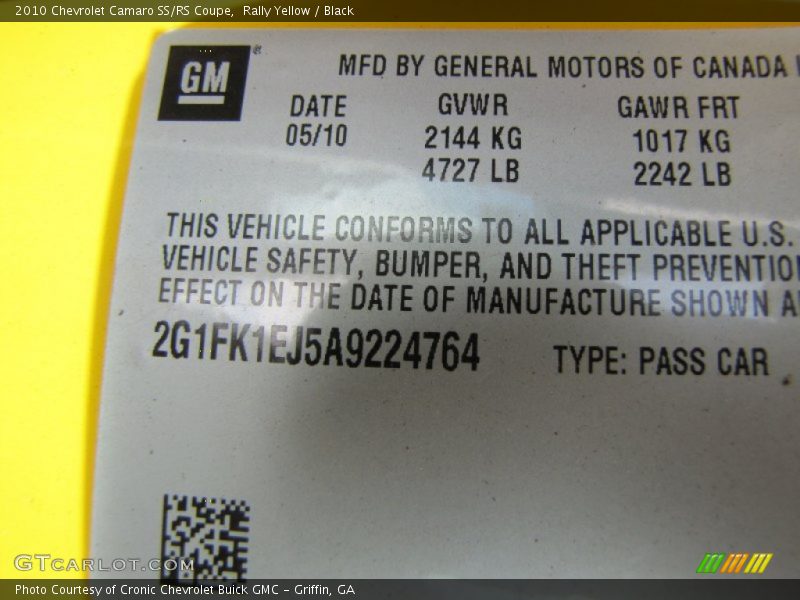 2010 Chevrolet Camaro SS/RS Coupe, Rally Yellow / Black
GM
MFD BY GENERAL MOTORS OF CANADA
DATE GVWR GAWR FRT
05/10 2144 KG 1017 KG
4727 LB 2242 LB
THIS VEHICLE CONFORMS TO ALL APPLICABLE U.S.
VEHICLE SAFETY, BUMPER, AND THEFT PREVENTIO
EFFECT ON THE DATE OF MANUFACTURE SHOWN A
2G1FK1EJ5A9224764 TYPE: PASS CAR
GTCARLOT.COM
Photo Courtesy of Cronic Chevrolet Buick GMC – Griffin, GA